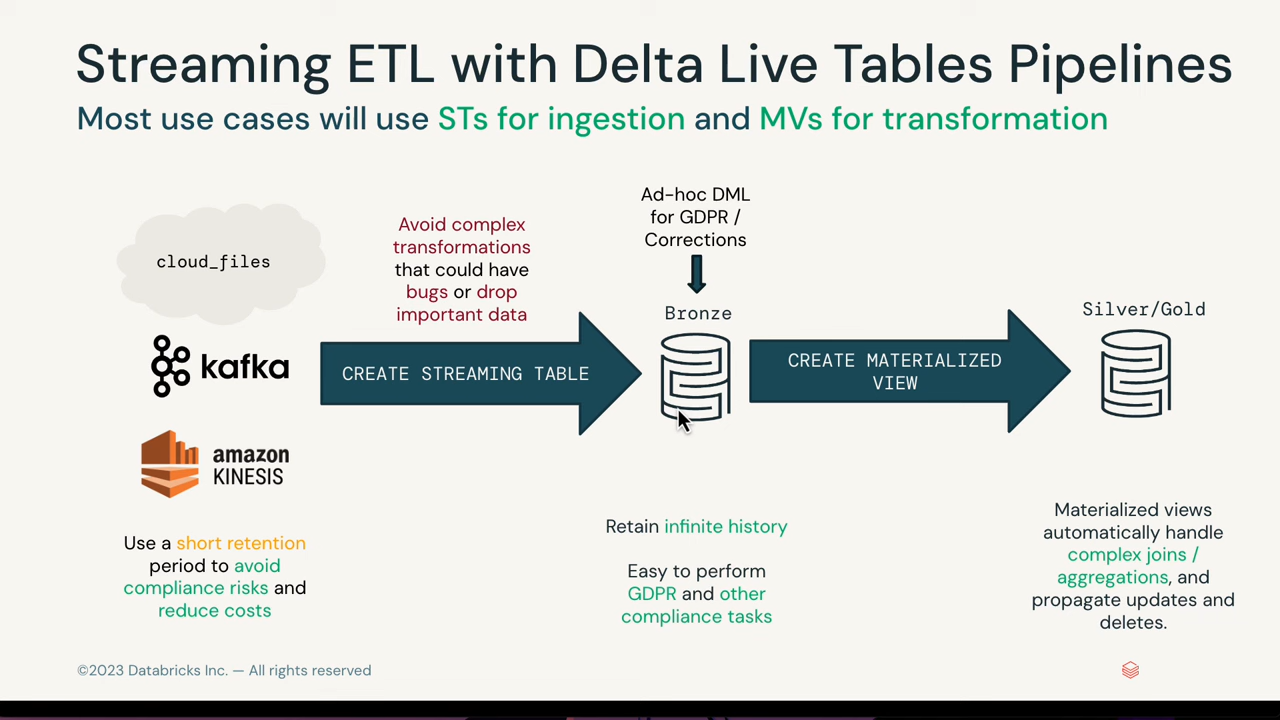 Streaming ETL with Delta Live Tables Pipelines
Most use cases will use STs for ingestion and MVs for transformation
cloud_files
kafka
amazon
KINESIS
Use a short retention
period to avoid
compliance risks and
reduce costs
Avoid complex
transformations
that could have
bugs or drop
important data
CREATE STREAMING TABLE
Ad-hoc DML
for GDPR /
Corrections
Bronze
Retain infinite history
Easy to perform
GDPR and other
compliance tasks
CREATE MATERIALIZED
VIEW
Silver/Gold
Materialized views
automatically handle
complex joins /
aggregations, and
propagate updates and
deletes.
©2023 Databricks Inc. — All rights reserved